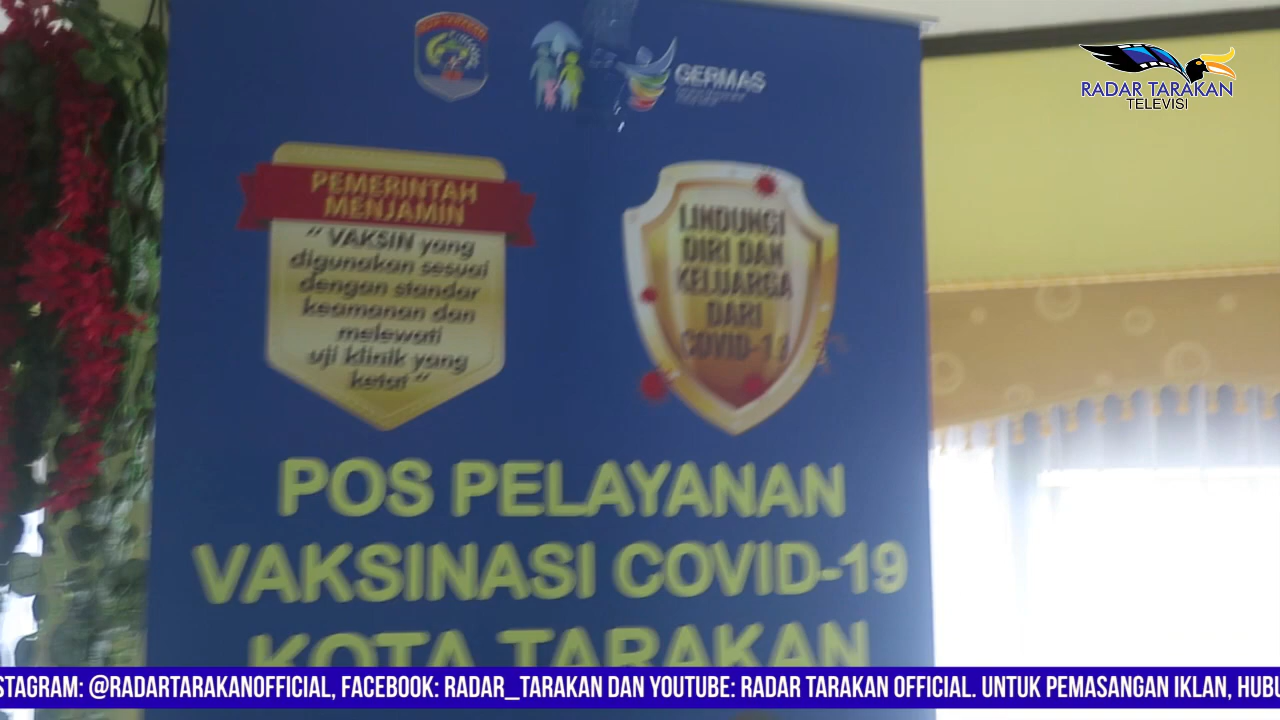 GERMAS
RADAR TARAKAN
TELEVISI
PEMERINTAH
MENJAMIN
“ VAKSIN yang
digunakan sesuai
dengan standar
keamanan dan
melewati
uji klinik yang
ketat “
LINDUNGI
DIRI DAN
KELUARGA
DARI
COVID-19
POS PELAYANAN
VAKSINASI COVID-19
KOTA TARAKAN
STAGRAM: @RADARTARAKANOFFICIAL, FACEBOOK: RADAR_TARAKAN DAN YOUTUBE: RADAR TARAKAN OFFICIAL. UNTUK PEMASANGAN IKLAN, HUBU